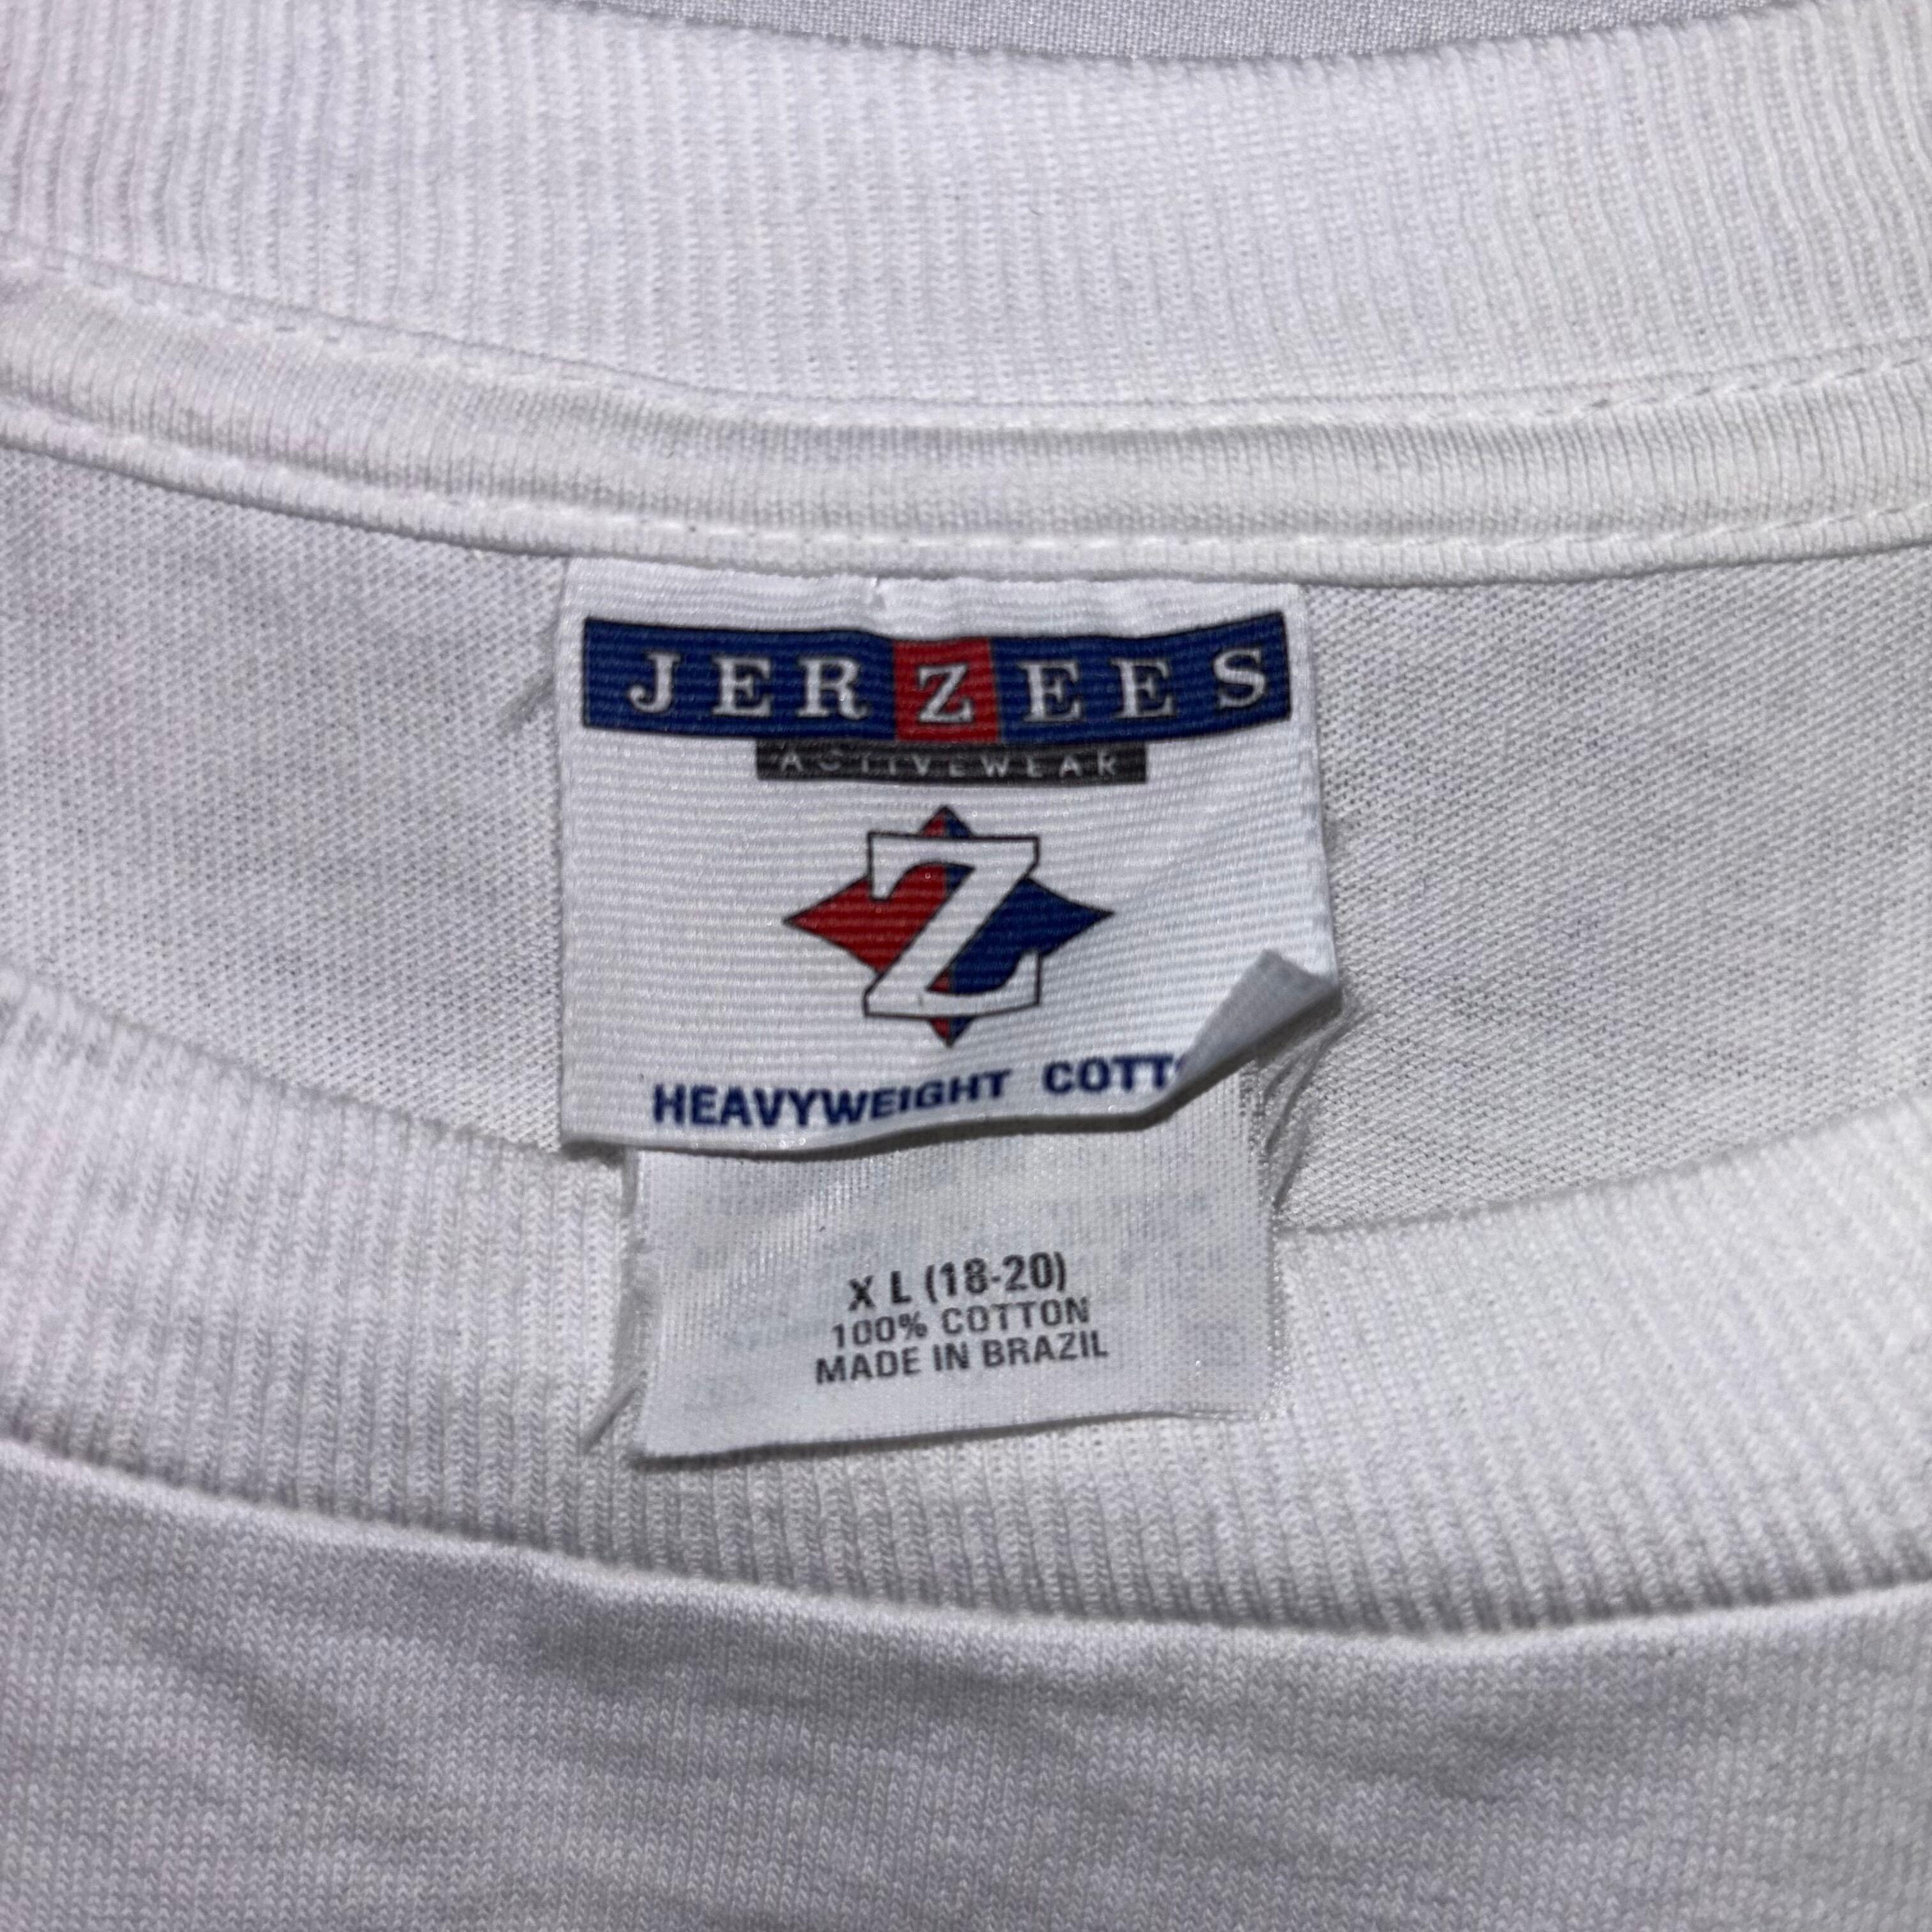 JERZEES
ACTIVEWEAR
Z
HEAVYWEIGHT COTT
X L (18-20)
100% COTTON
MADE IN BRAZIL